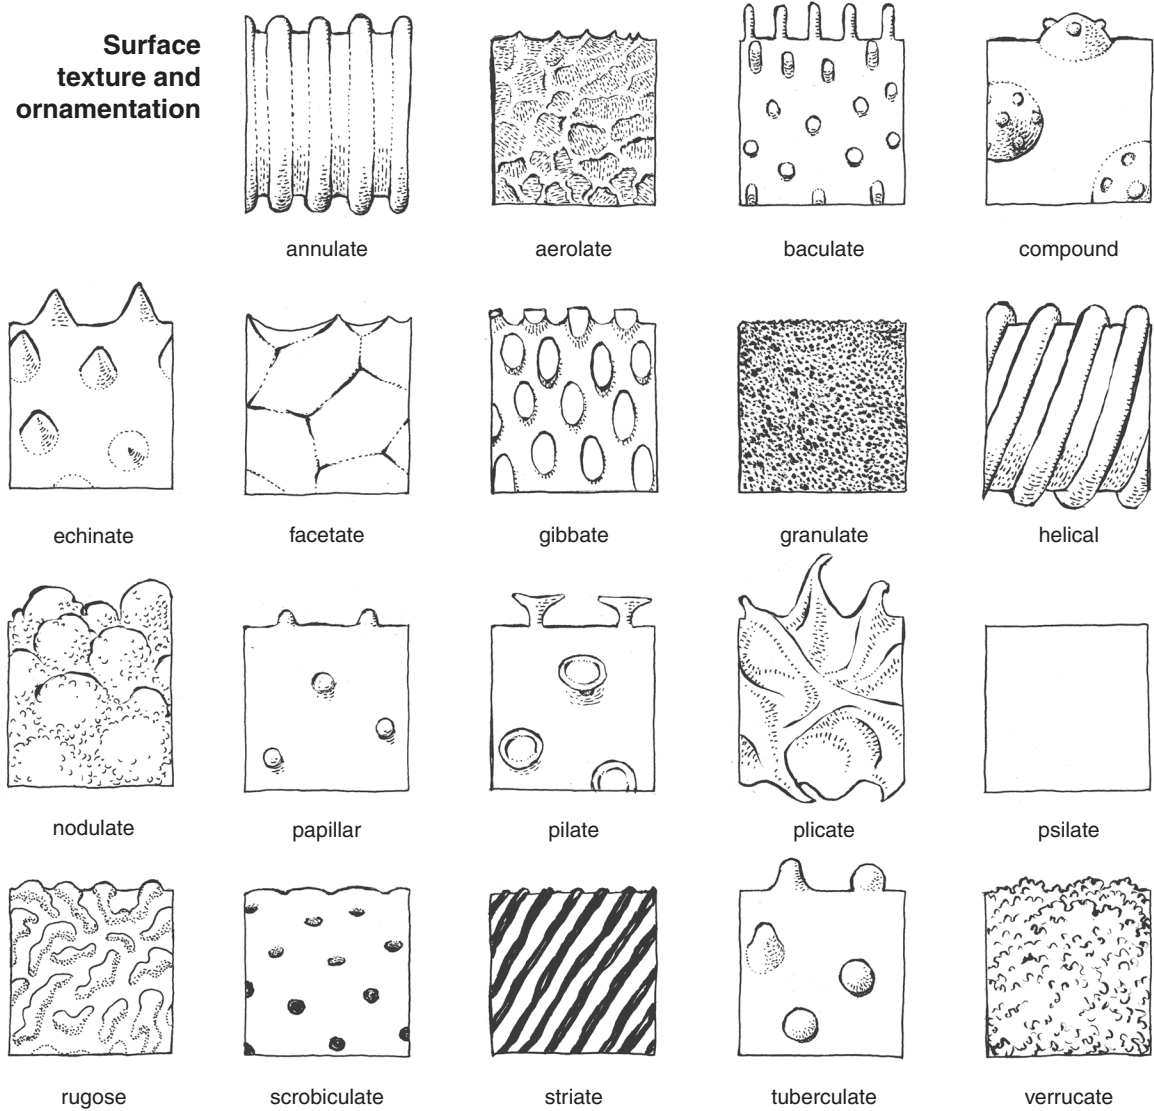 Surface
texture and
ornamentation
annulate
aerolate
baculate
compound
echinate
facetate
gibbate
granulate
helical
nodulate
papillar
pilate
plicate
psilate
rugose
scrobiculate
striate
tuberculate
verrucate